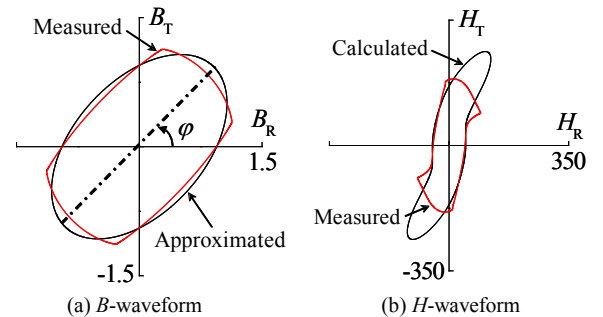 Measured
B_T
φ
B_R
1.5
Approximated
-1.5
(a) B-waveform
H_T
Calculated
H_R
350
Measured
-350
(b) H-waveform